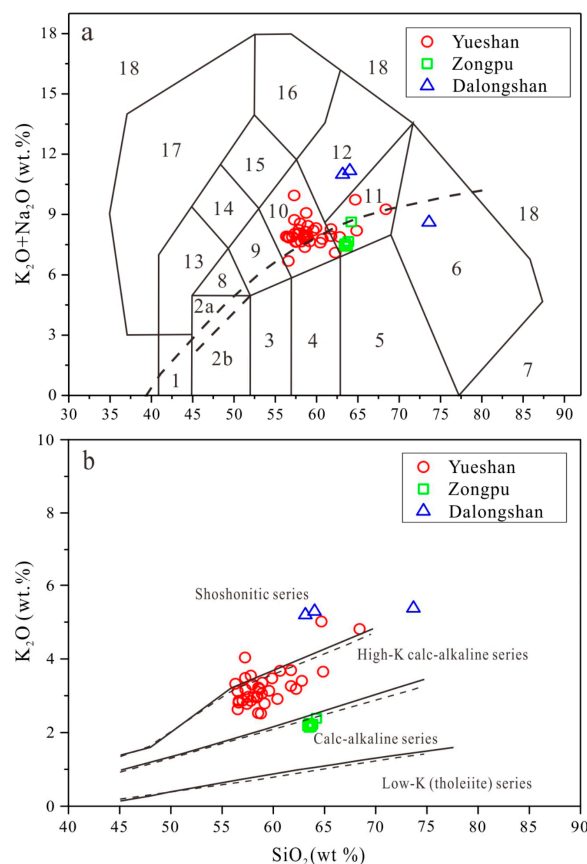 a
Yueshan
Zongpu
Dalongshan
18
16
18
17
15
12
14
10
11
18
13
9
8
6
2a
2b
3
4
5
1
7
K₂O+Na₂O (wt.%)
18
15
12
9
6
3
0
30 35 40 45 50 55 60 65 70 75 80 85 90
b
Yueshan
Zongpu
Dalongshan
Shoshonitic series
High-K calc-alkaline series
Calc-alkaline series
Low-K (tholeiite) series
K₂O (wt.%)
10
8
6
4
2
0
40 45 50 55 60 65 70 75 80 85 90
SiO₂(wt %)